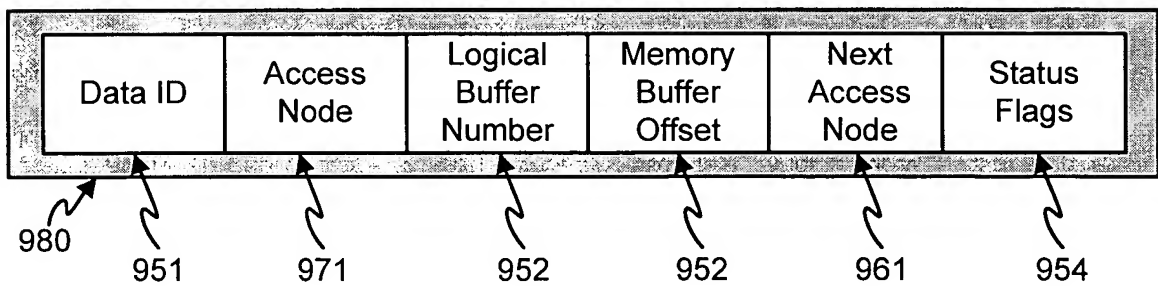 Data ID
Access
Node
Logical
Buffer
Number
Memory
Buffer
Offset
Next
Access
Node
Status
Flags
980
951
971
952
952
961
954